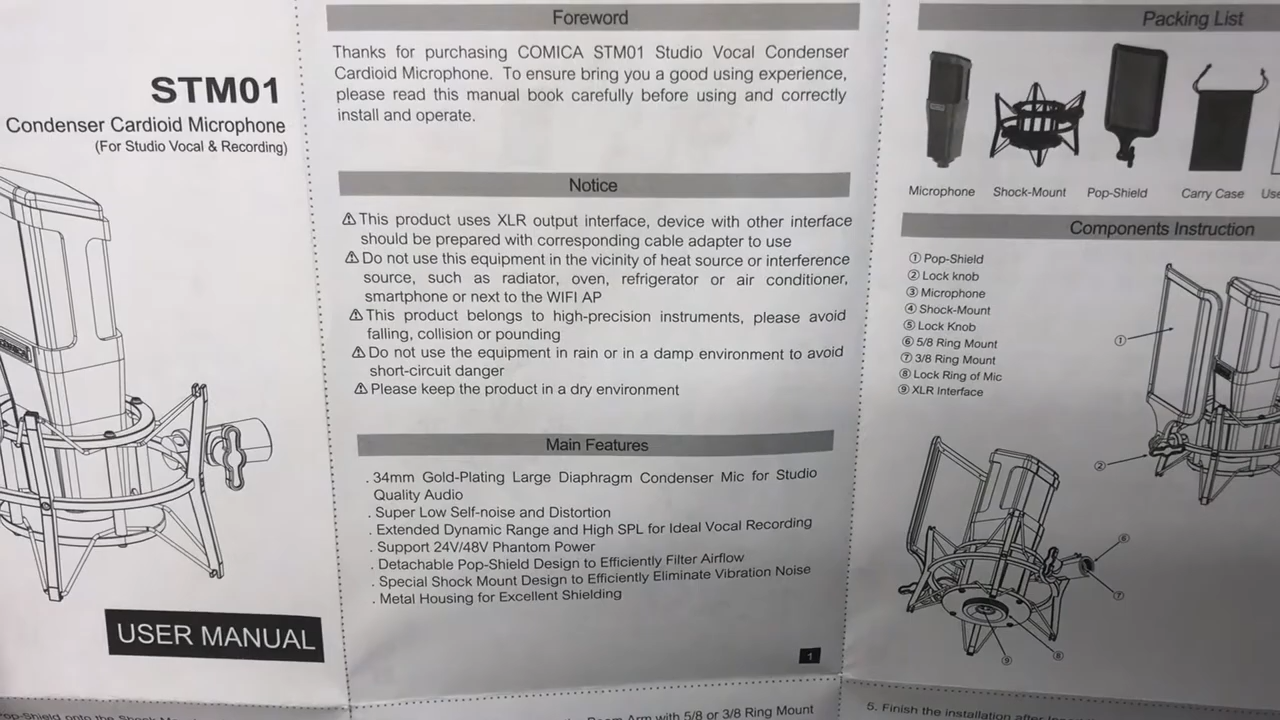 STM01
Condenser Cardioid Microphone
(For Studio Vocal & Recording)
USER MANUAL
Foreword
Thanks for purchasing COMICA STM01 Studio Vocal Condenser
Cardioid Microphone. To ensure bring you a good using experience,
please read this manual book carefully before using and correctly
install and operate.
Notice
⚠This product uses XLR output interface, device with other interface
should be prepared with corresponding cable adapter to use
⚠Do not use this equipment in the vicinity of heat source or interference
source, such as radiator, oven, refrigerator or air conditioner,
smartphone or next to the WIFI AP
⚠This product belongs to high-precision instruments, please avoid
falling, collision or pounding
⚠Do not use the equipment in rain or in a damp environment to avoid
short-circuit danger
⚠Please keep the product in a dry environment
Main Features
. 34mm Gold-Plating Large Diaphragm Condenser Mic for Studio
Quality Audio
. Super Low Self-noise and Distortion
. Extended Dynamic Range and High SPL for Ideal Vocal Recording
. Support 24V/48V Phantom Power
. Detachable Pop-Shield Design to Efficiently Filter Airflow
. Special Shock Mount Design to Efficiently Eliminate Vibration Noise
. Metal Housing for Excellent Shielding
1
Packing List
Microphone Shock-Mount Pop-Shield Carry Case
Components Instruction
① Pop-Shield
② Lock knob
③ Microphone
④ Shock-Mount
⑤ Lock Knob
⑥ 5/8 Ring Mount
⑦ 3/8 Ring Mount
⑧ Lock Ring of Mic
⑨ XLR Interface
①
②
⑥
⑦
⑧
⑨
Pop-Shield onto the Shock
Arm with 5/8 or 3/8 Ring Mount
5. Finish the installation after